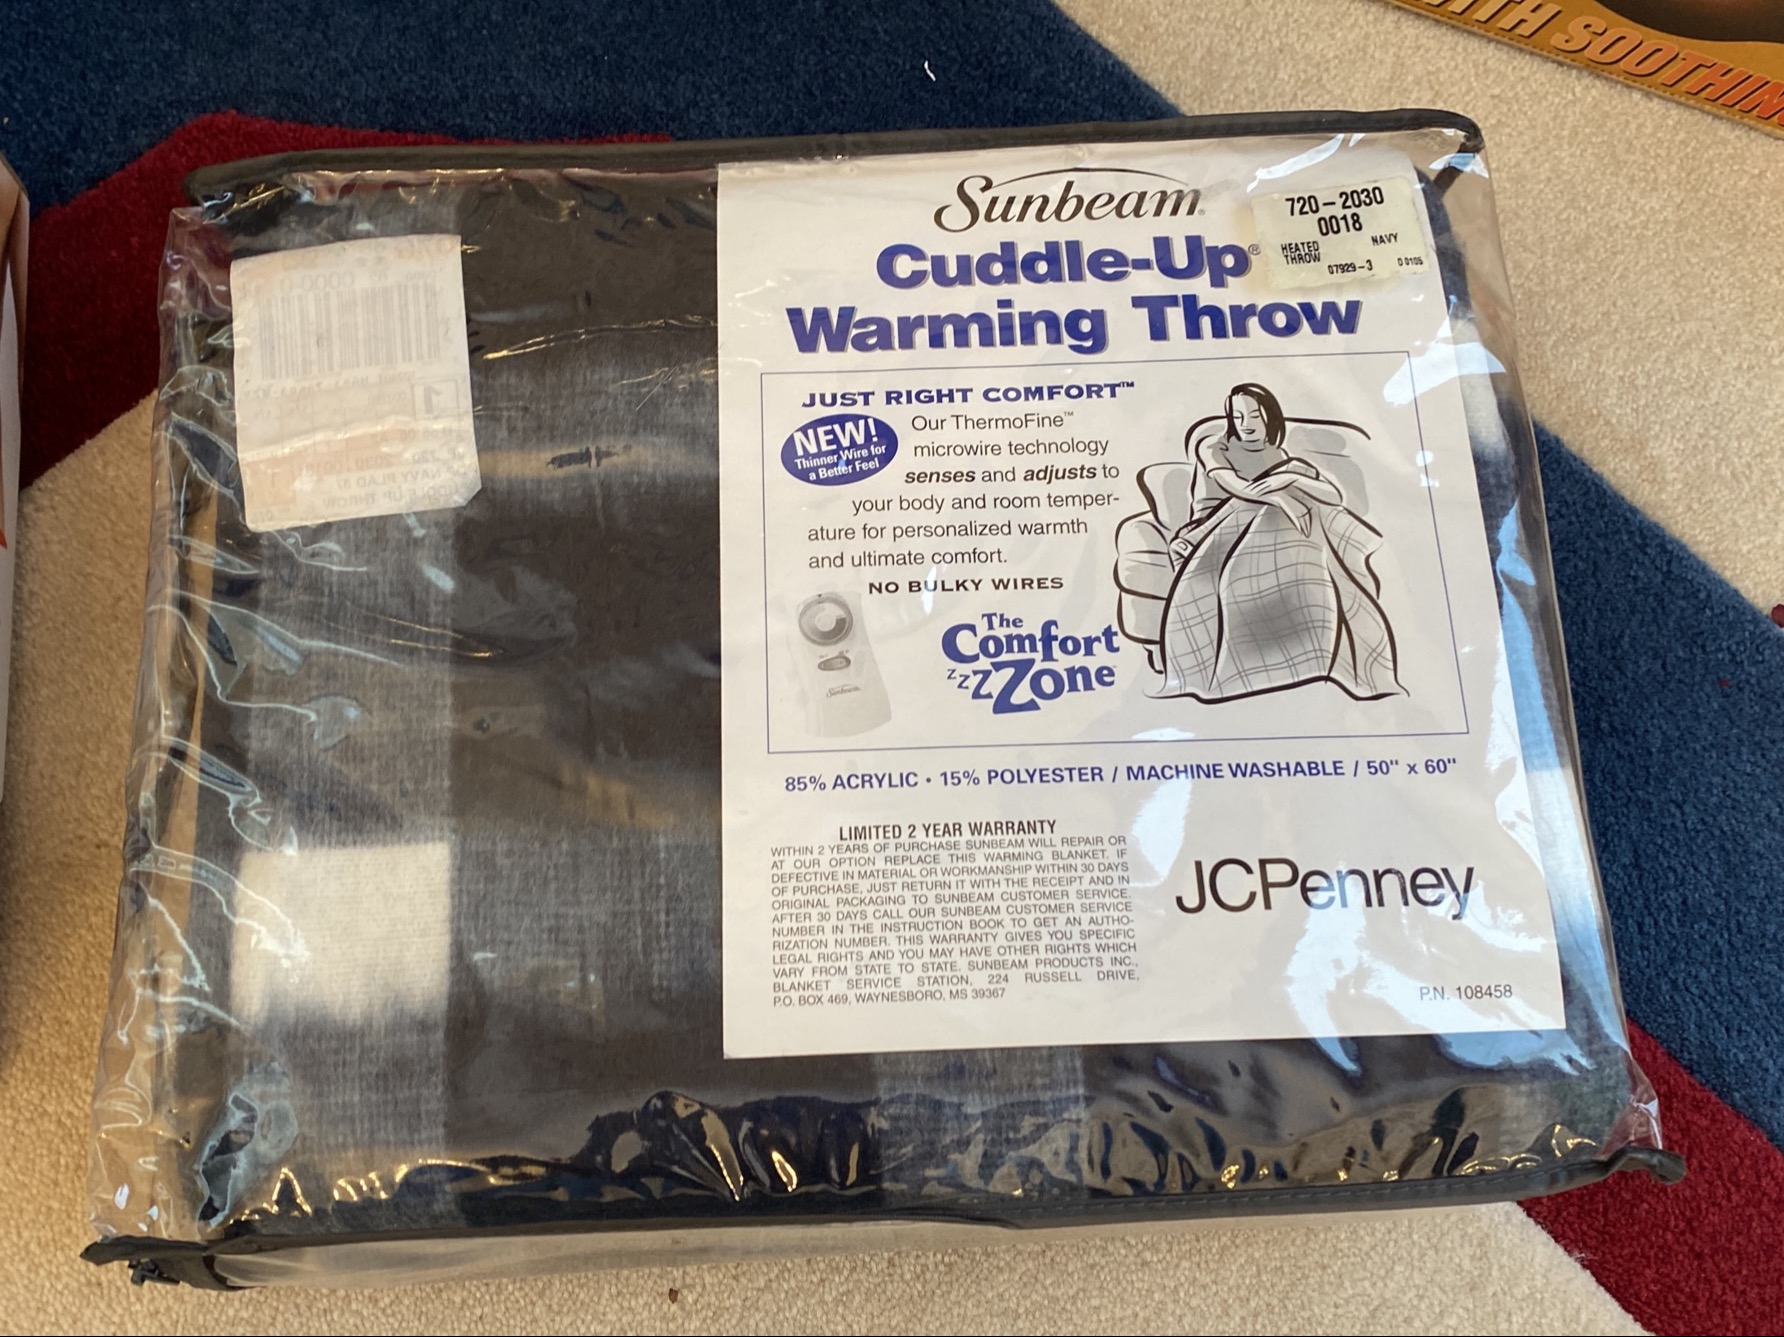 WITH SOOTHIN
Sunbeam
Cuddle-Up®
Warming Throw
720-2030
0018
HEATED
THROW
NAVY
07929-3
00105
JUST RIGHT COMFORT™
NEW!
Thinner Wire for
a Better Feel
Our ThermoFine™
microwire technology
senses and adjusts to
your body and room temper-
ature for personalized warmth
and ultimate comfort.
NO BULKY WIRES
Sunbeam
The
Comfort
zzZZone
85% ACRYLIC • 15% POLYESTER / MACHINE WASHABLE / 50" x 60"
LIMITED 2 YEAR WARRANTY
WITHIN 2 YEARS OF PURCHASE SUNBEAM WILL REPAIR OR
AT OUR OPTION REPLACE THIS WARMING BLANKET. IF
DEFECTIVE IN MATERIAL OR WORKMANSHIP WITHIN 30 DAYS
OF PURCHASE, JUST RETURN IT WITH THE RECEIPT AND IN
ORIGINAL PACKAGING TO SUNBEAM CUSTOMER SERVICE.
AFTER 30 DAYS CALL OUR SUNBEAM CUSTOMER SERVICE
NUMBER IN THE INSTRUCTION BOOK TO GET AN AUTHO-
RIZATION NUMBER. THIS WARRANTY GIVES YOU SPECIFIC
LEGAL RIGHTS AND YOU MAY HAVE OTHER RIGHTS WHICH
VARY FROM STATE TO STATE. SUNBEAM PRODUCTS INC.,
BLANKET SERVICE STATION, 224 RUSSELL DRIVE,
P.O. BOX 469, WAYNESBORO, MS 39367
JCPenney
P.N. 108458